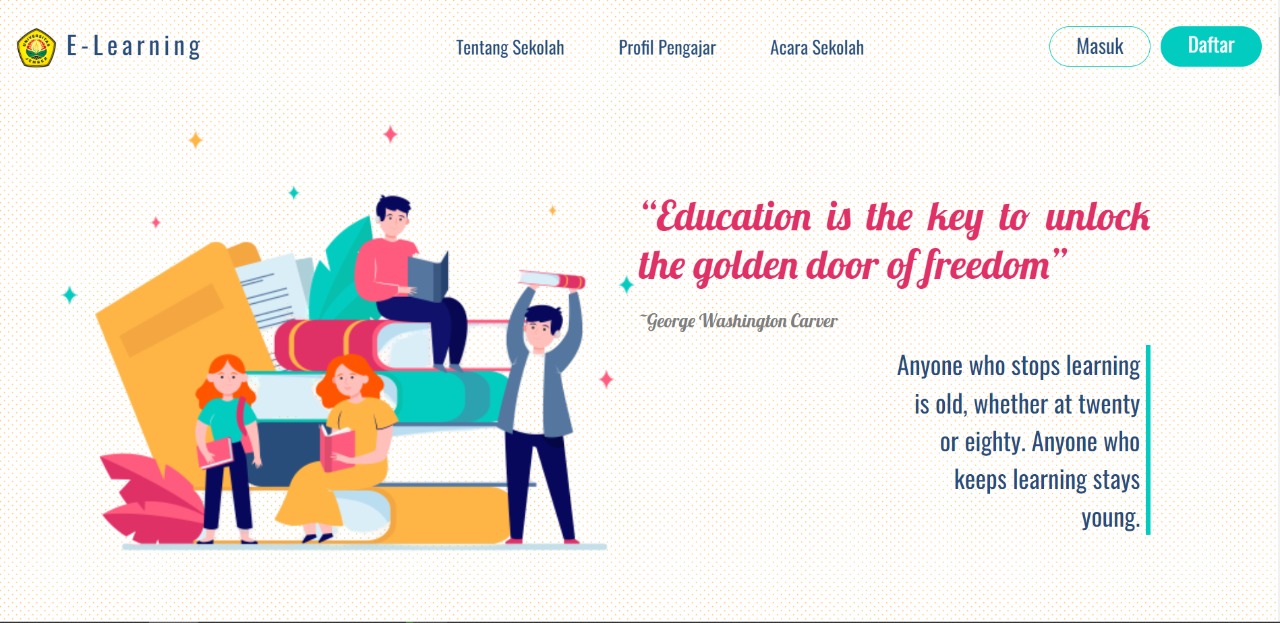 E-Learning
Tentang Sekolah
Profil Pengajar
Acara Sekolah
Masuk
Daftar
“Education is the key to unlock
the golden door of freedom”
~George Washington Carver
Anyone who stops learning
is old, whether at twenty
or eighty. Anyone who
keeps learning stays
young.